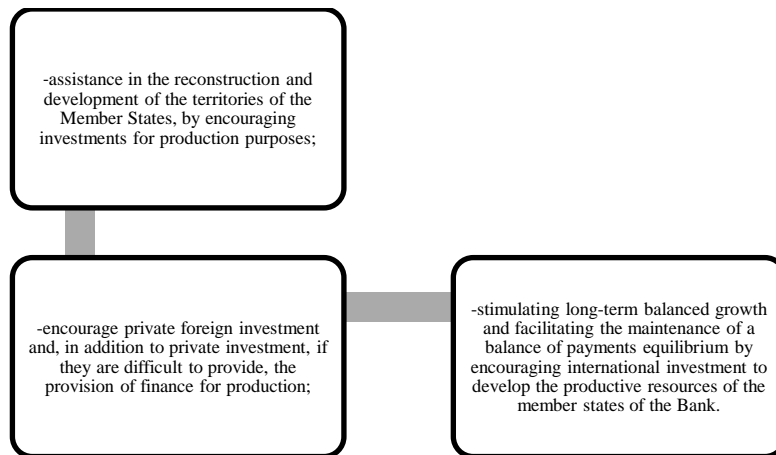 -assistance in the reconstruction and
development of the territories of the
Member States, by encouraging
investments for production purposes;
-encourage private foreign investment
and, in addition to private investment, if
they are difficult to provide, the
provision of finance for production;
-stimulating long-term balanced growth
and facilitating the maintenance of a
balance of payments equilibrium by
encouraging international investment to
develop the productive resources of the
member states of the Bank.